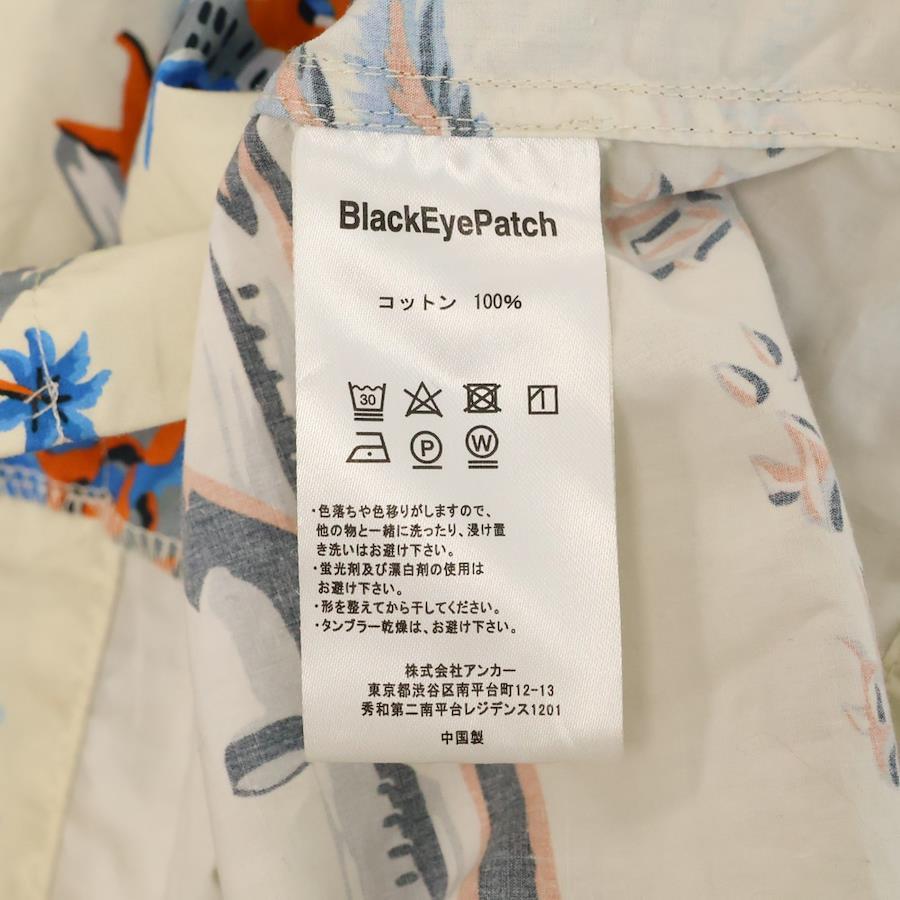 BlackEyePatch
コットン 100%
30
P W
・色落ちや色移りがしますので、
他の物と一緒に洗ったり、浸け置
き洗いはお避け下さい。
・蛍光剤及び漂白剤の使用は
お避け下さい。
・形を整えてから干してください。
・タンブラー乾燥は、お避け下さい。
株式会社アンカー
東京都渋谷区南平台町12-13
秀和第二南平台レジデンス1201
中国製